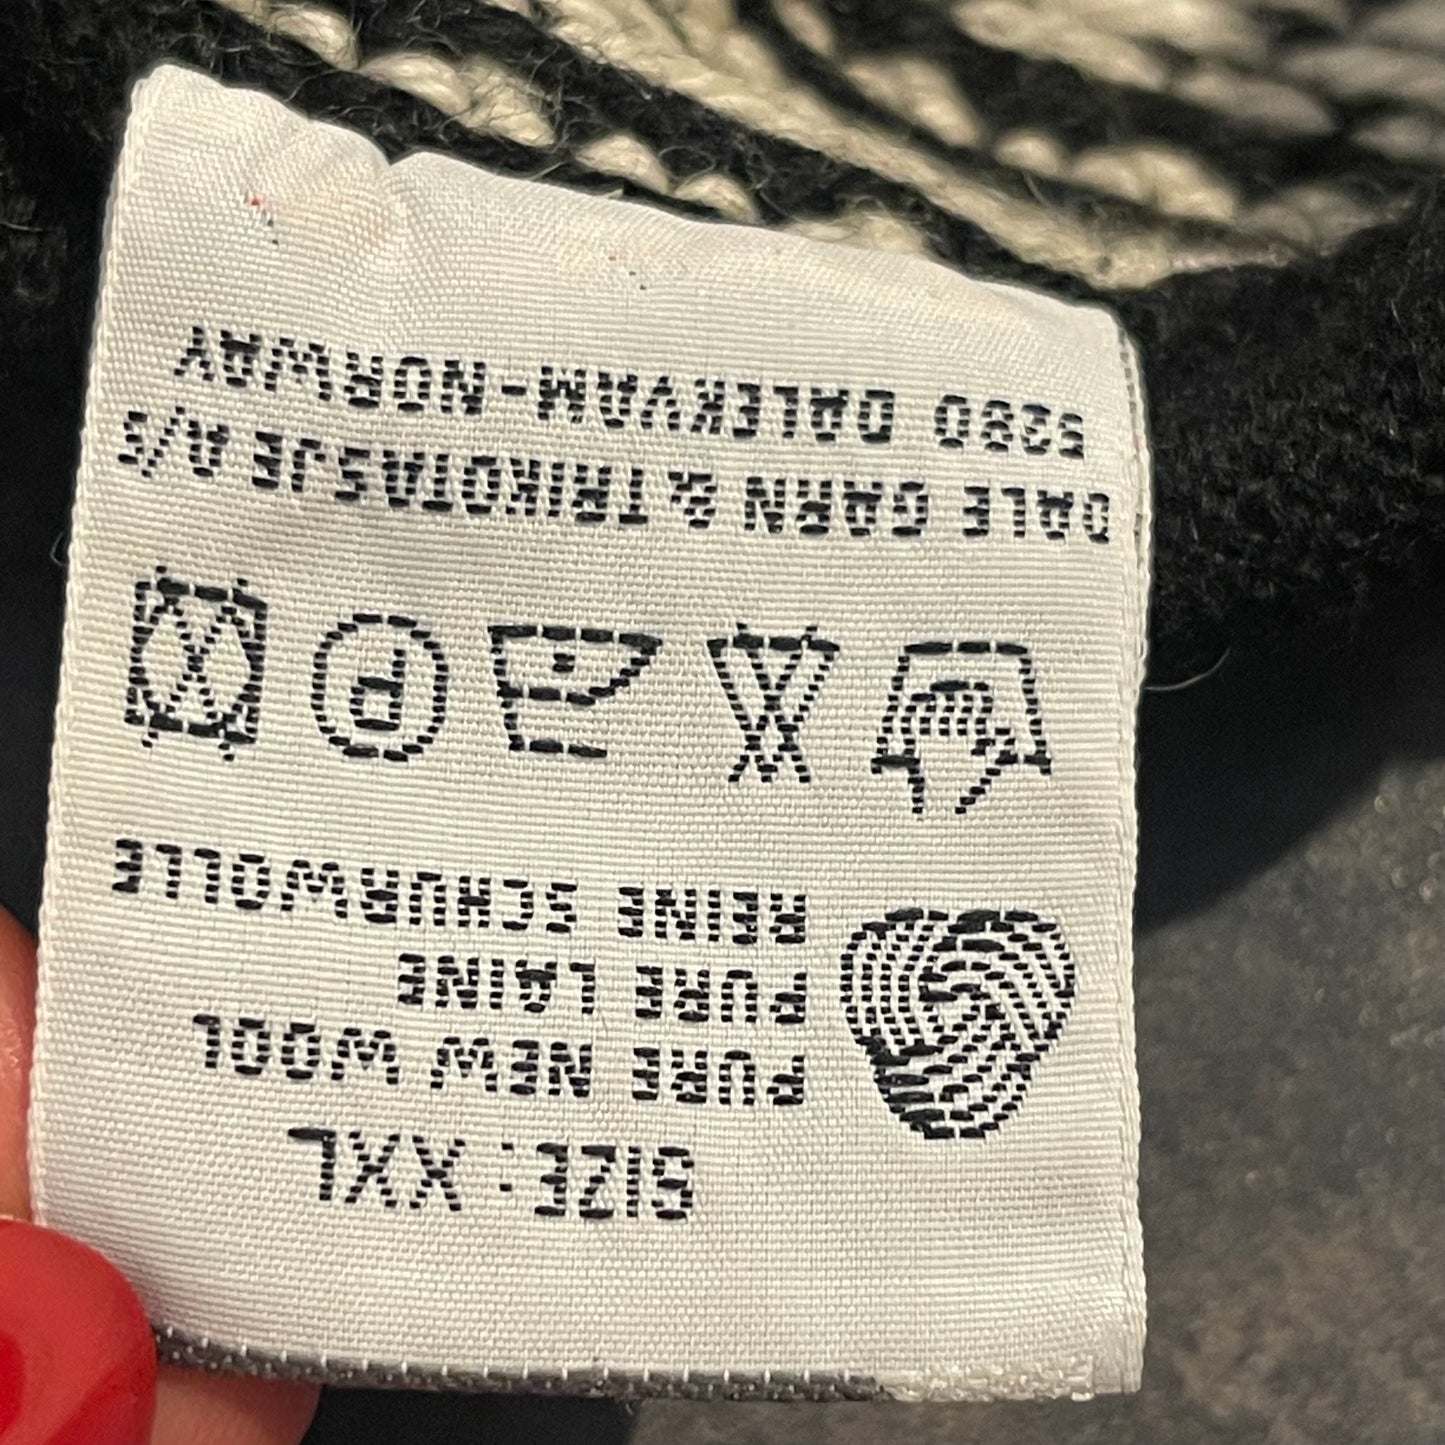 SIZE: XXL
PURE NEW WOOL
PURE LAINE
REINE SCHURWOLLE
P
DALE GARN & TRIKOTASJE A/S
5280 DALEKVAM-NORWAY